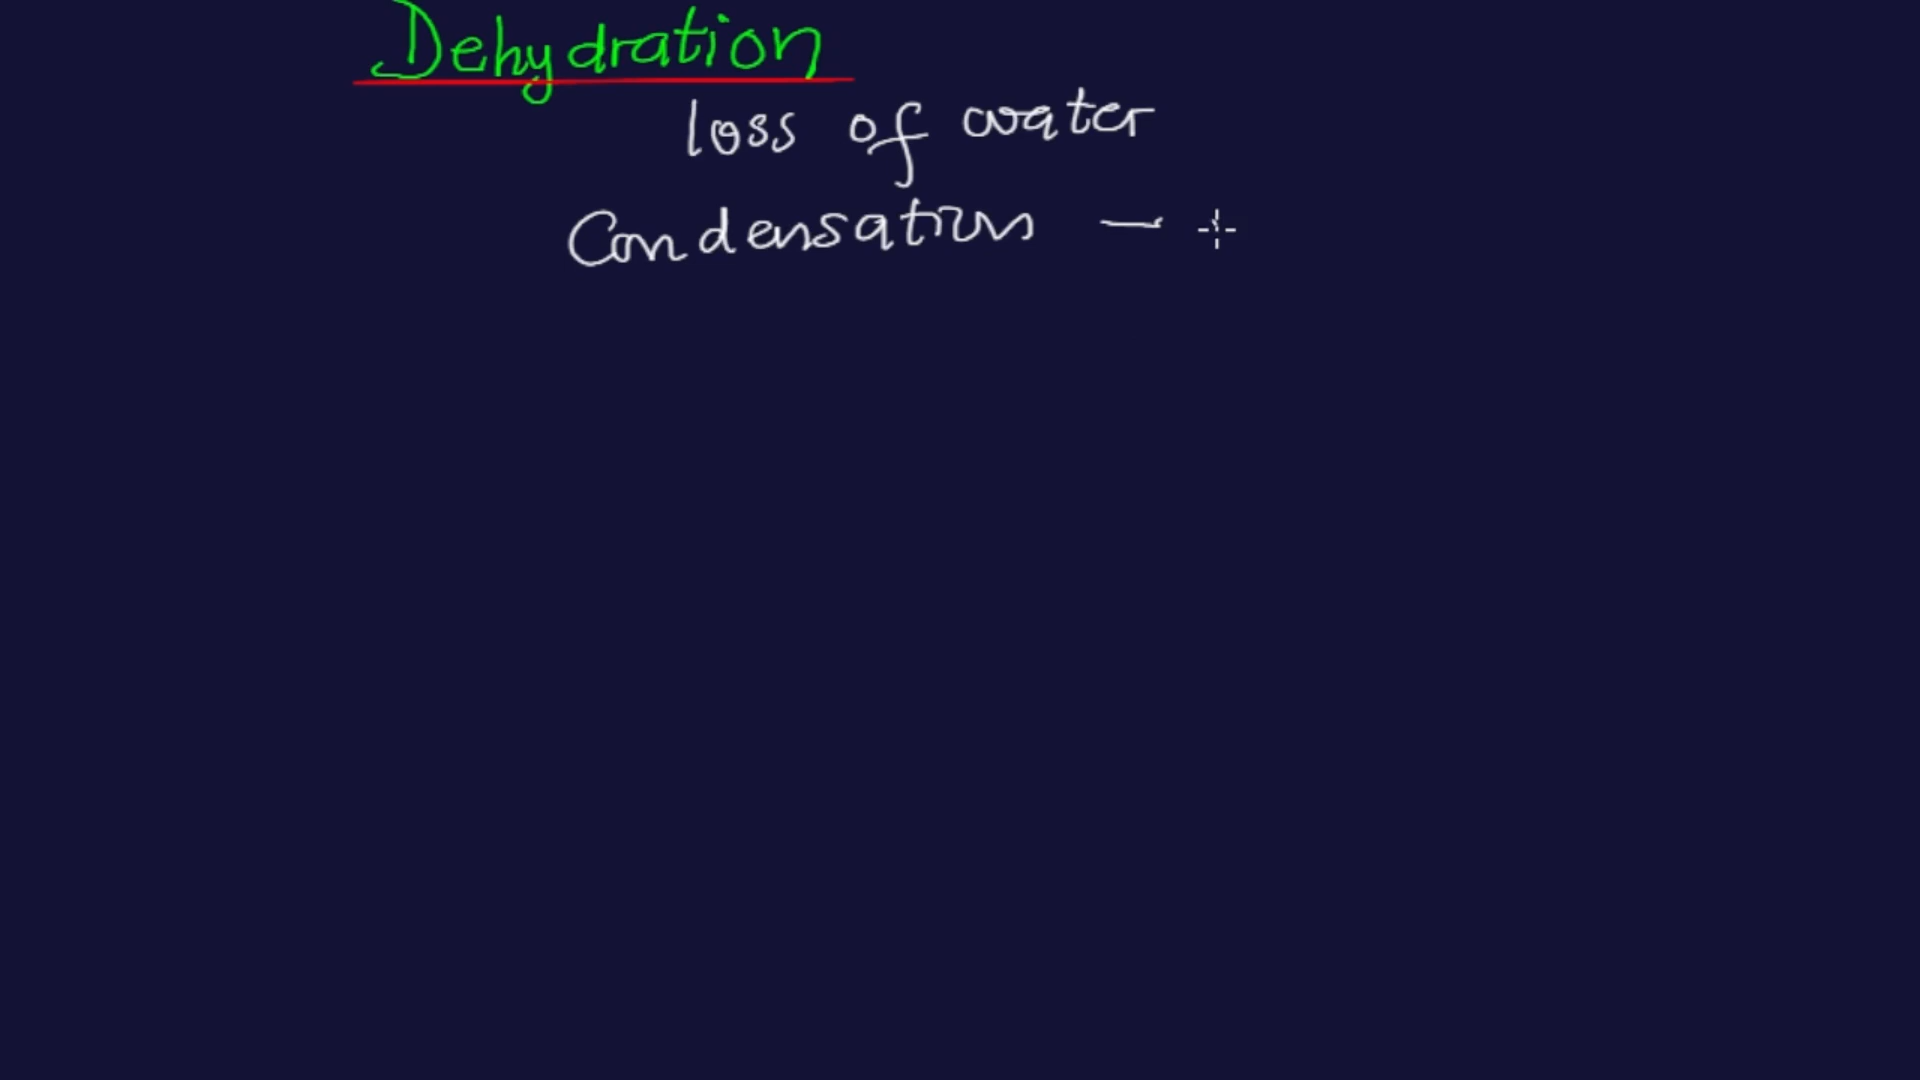 Dehydration
loss of water
Condensation —